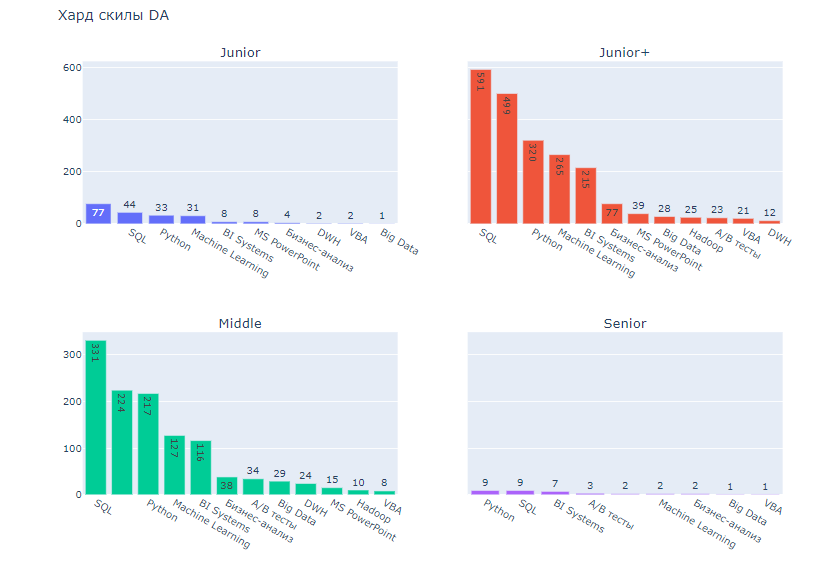 Хард скилы DA
Junior
600
400
200
0
77
44
33
31
8
8
4
2
2
1
SQL
Python
Machine Learning
BI Systems
MS PowerPoint
Бизнес-анализ
DWH
VBA
Big Data
Junior+
591
499
320
265
215
77
39
28
25
23
21
12
SQL
Python
Machine Learning
BI Systems
Бизнес-анализ
MS PowerPoint
Big Data
Hadoop
A/B тесты
VBA
DWH
Middle
300
200
100
0
331
224
217
127
116
38
34
29
24
15
10
8
SQL
Python
Machine Learning
BI Systems
Бизнес-анализ
A/B тесты
Big Data
DWH
MS PowerPoint
Hadoop
VBA
Senior
9
9
7
3
2
2
2
1
1
Python
SQL
BI Systems
A/B тесты
Machine Learning
Бизнес-анализ
Big Data
VBA